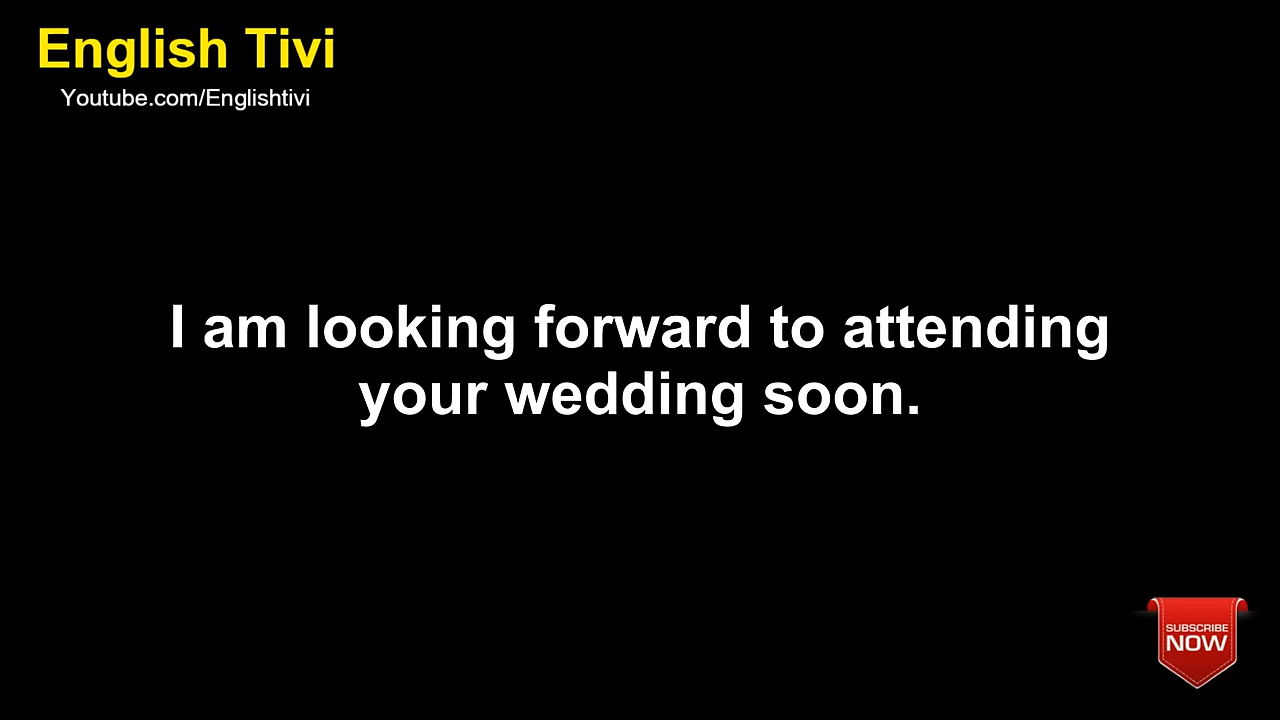 English Tivi
Youtube.com/Englishtivi
I am looking forward to attending
your wedding soon.
SUBSCRIBE
NOW